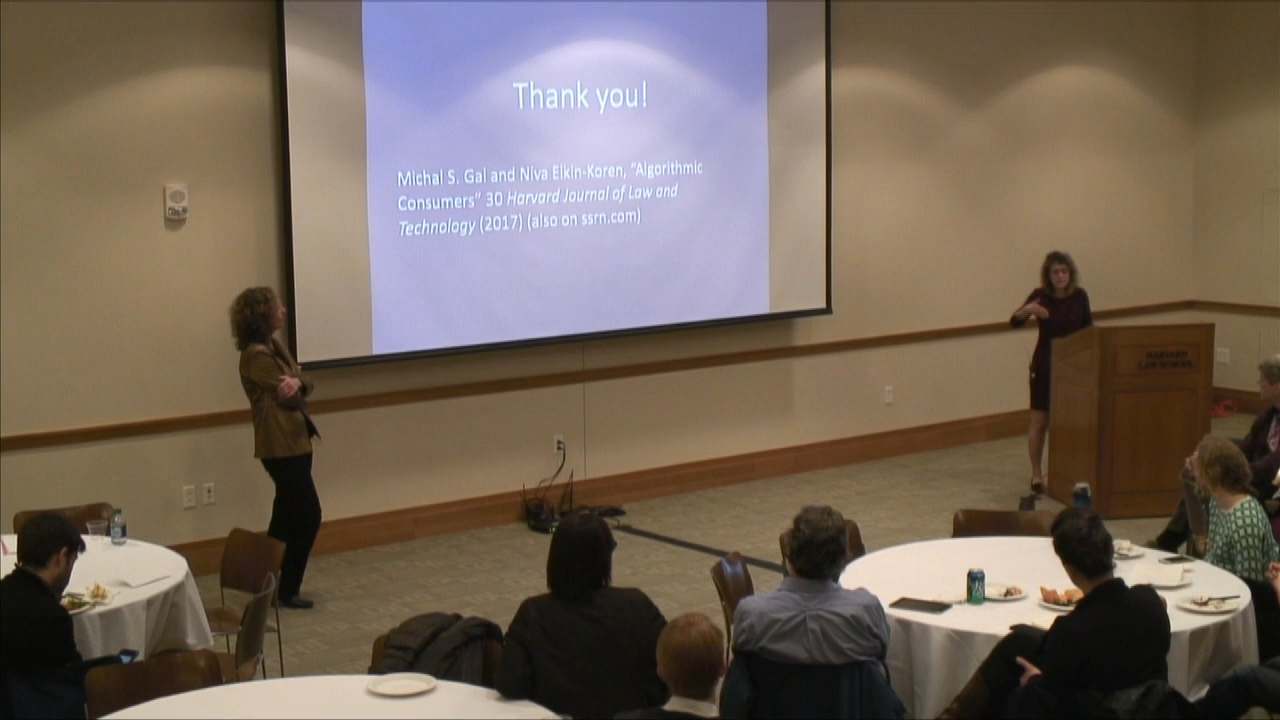 Thank you!
Michal S. Gal and Niva Elkin-Koren, "Algorithmic
Consumers" 30 Harvard Journal of Law and
Technology (2017) (also on ssrn.com)
HARVARD
LAW SCHOOL